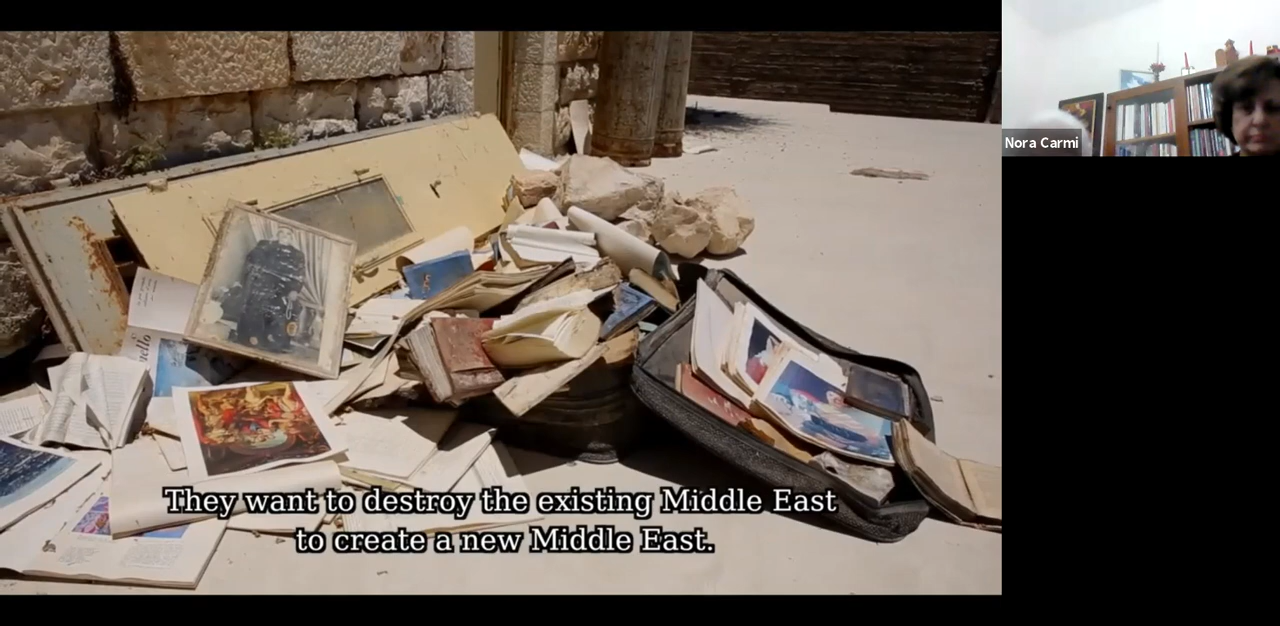 They want to destroy the existing Middle East
to create a new Middle East.
Nora Carmi